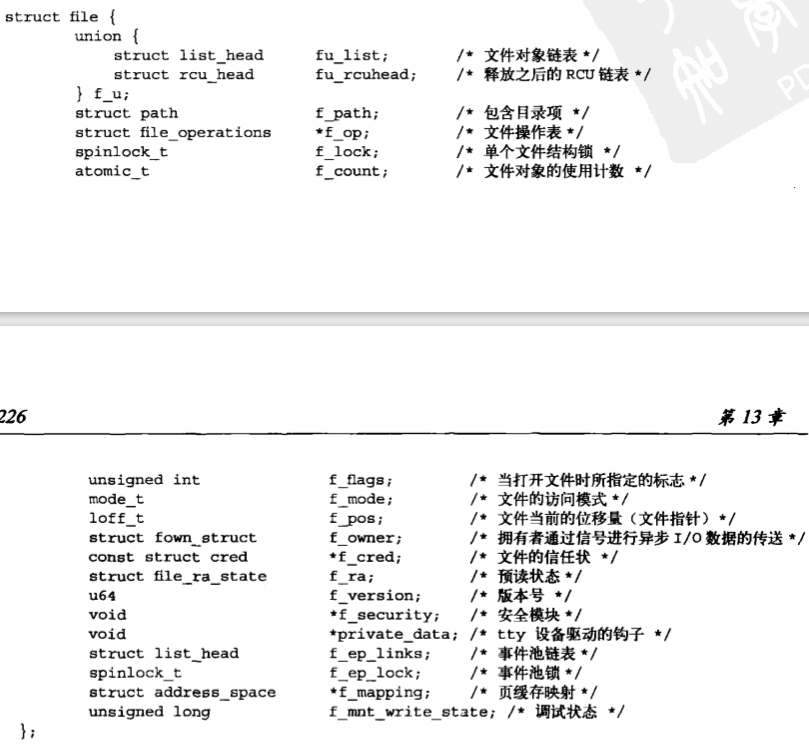 struct file {
union {
struct list_head fu_list; /* 文件对象链表 */
struct rcu_head fu_rcuhead; /* 释放之后的 RCU 链表 */
} f_u;
struct path f_path; /* 包含目录项 */
struct file_operations *f_op; /* 文件操作表 */
spinlock_t f_lock; /* 单个文件结构锁 */
atomic_t f_count; /* 文件对象的使用计数 */
226 第 13 章
unsigned int f_flags; /* 当打开文件时所指定的标志 */
mode_t f_mode; /* 文件的访问模式 */
loff_t f_pos; /* 文件当前的位移量（文件指针）*/
struct fown_struct f_owner; /* 拥有者通过信号进行异步 I/O 数据的传送 */
const struct cred *f_cred; /* 文件的信任状 */
struct file_ra_state f_ra; /* 预读状态 */
u64 f_version; /* 版本号 */
void *f_security; /* 安全模块 */
void *private_data; /* tty 设备驱动的钩子 */
struct list_head f_ep_links; /* 事件池链表 */
spinlock_t f_ep_lock; /* 事件池锁 */
struct address_space *f_mapping; /* 页缓存映射 */
unsigned long f_mnt_write_state; /* 调试状态 */
};